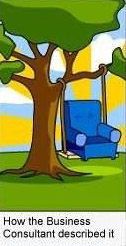 How the Business
Consultant described it